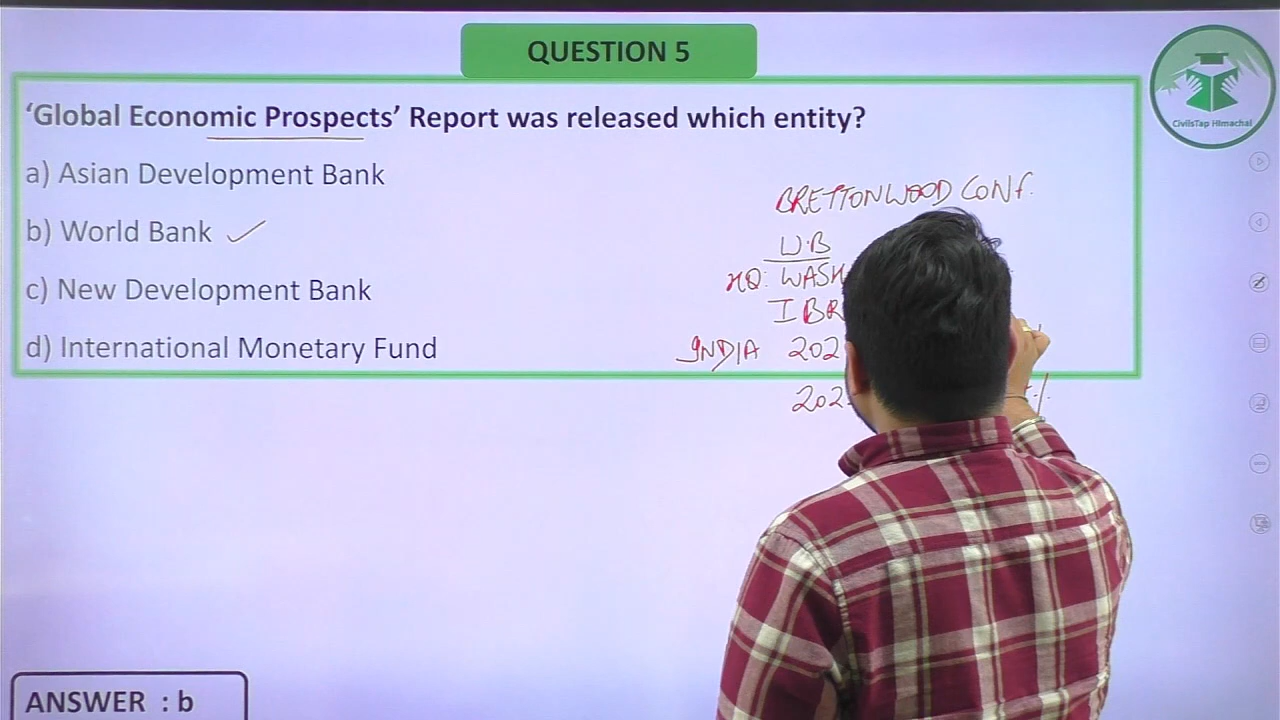 QUESTION 5
‘Global Economic Prospects’ Report was released which entity?
a) Asian Development Bank
b) World Bank
c) New Development Bank
d) International Monetary Fund
BRETTONWOOD CONF.
W.B
HQ: WASH
IBR
INDIA 202
202
%
CivilsTap HImachal
ANSWER : b